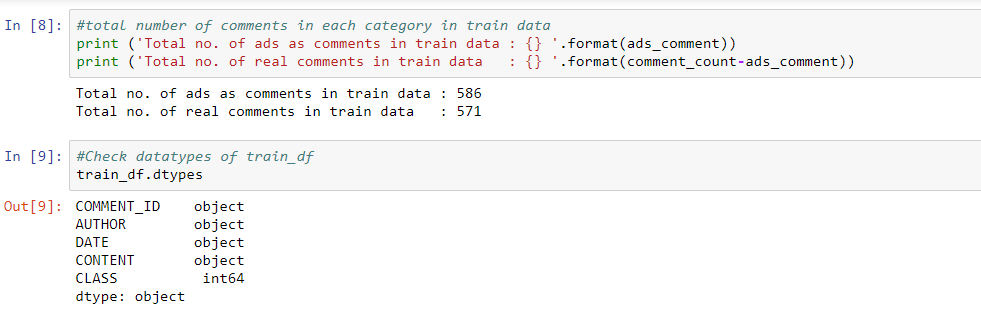 In [8]: #total number of comments in each category in train data
print ('Total no. of ads as comments in train data : {} '.format(ads_comment))
print ('Total no. of real comments in train data   : {} '.format(comment_count-ads_comment))
Total no. of ads as comments in train data : 586
Total no. of real comments in train data   : 571
In [9]: #Check datatypes of train_df
train_df.dtypes
Out[9]: COMMENT_ID    object
AUTHOR        object
DATE          object
CONTENT       object
CLASS          int64
dtype: object